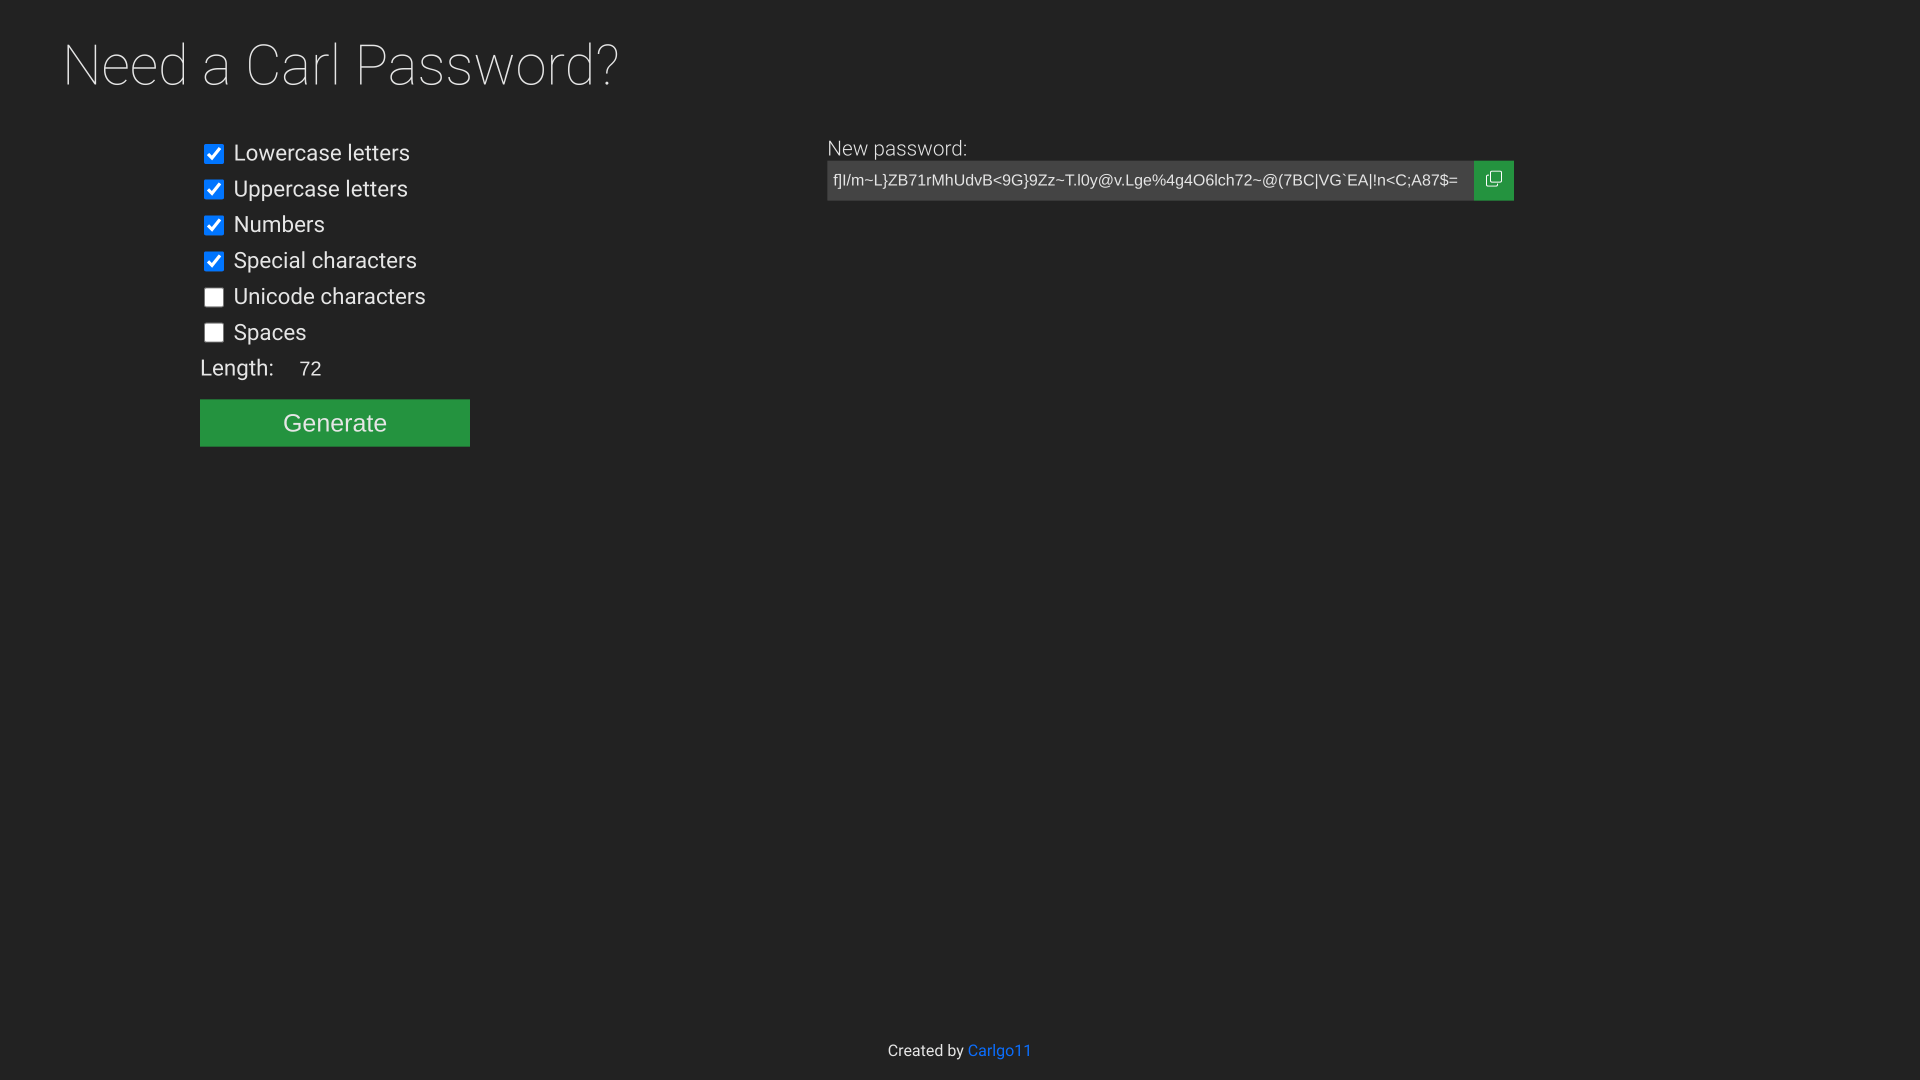 Need a Carl Password?
Lowercase letters
Uppercase letters
Numbers
Special characters
Unicode characters
Spaces
Length: 72
Generate
New password:
f]I/m~L}ZB71rMhUdvB<9G}9Zz~T.l0y@v.Lge%4g4O6lch72~@(7BC|VG`EA|!n<C;A87$=
Created by Carlgo11